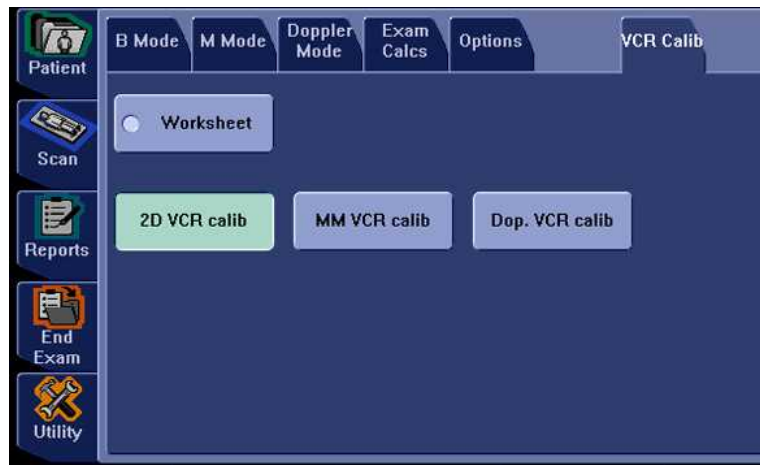 Patient
Scan
Reports
End
Exam
Utility
B Mode
M Mode
Doppler
Mode
Exam
Calcs
Options
VCR Calib
Worksheet
2D VCR calib
MM VCR calib
Dop. VCR calib